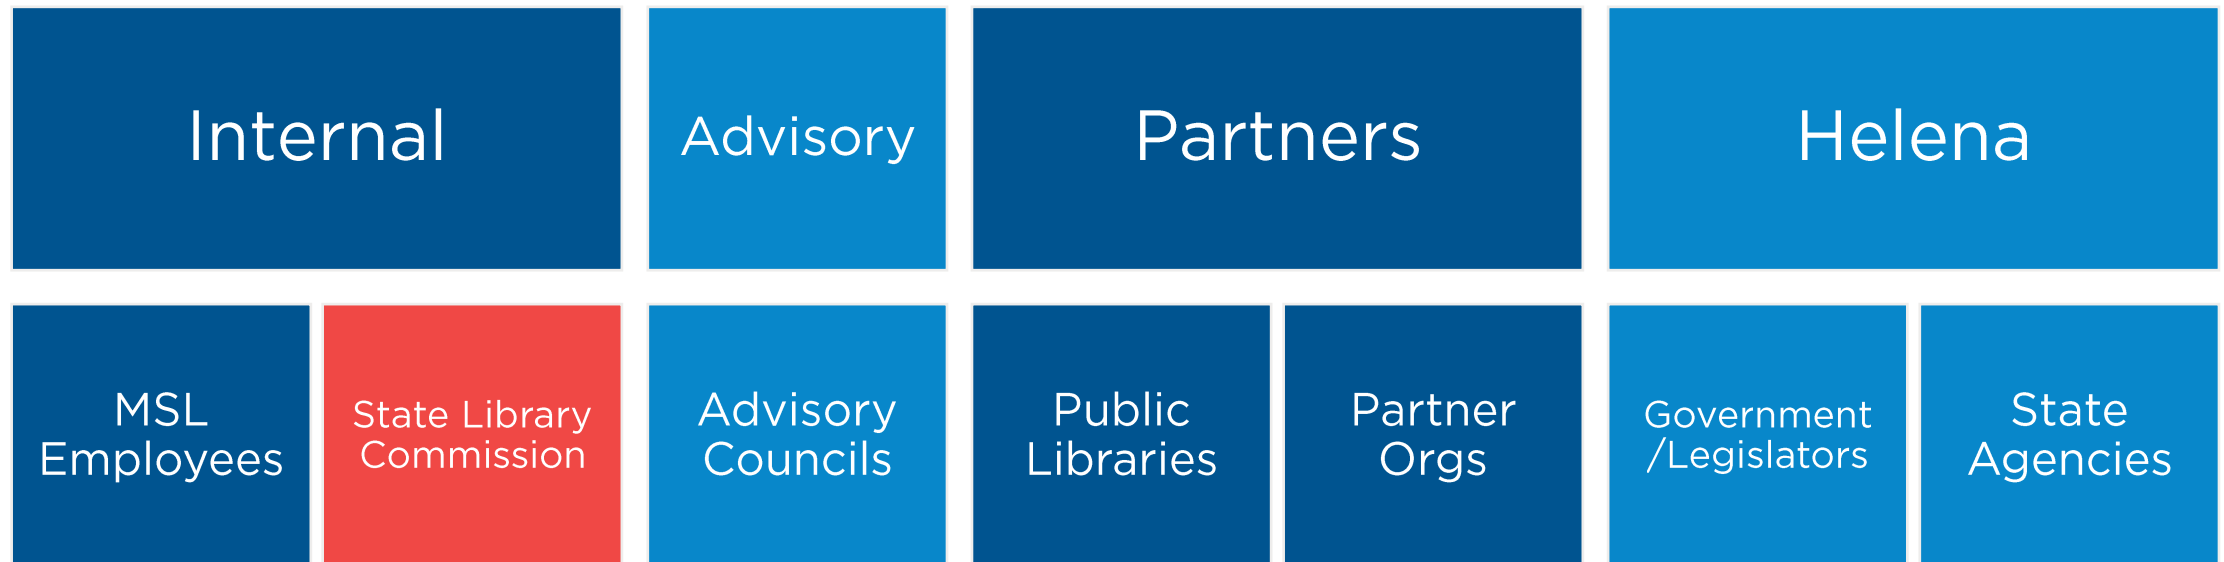 Internal
Advisory
Partners
Helena
MSL
Employees
State Library
Commission
Advisory
Councils
Public
Libraries
Partner
Orgs
Government
/Legislators
State
Agencies